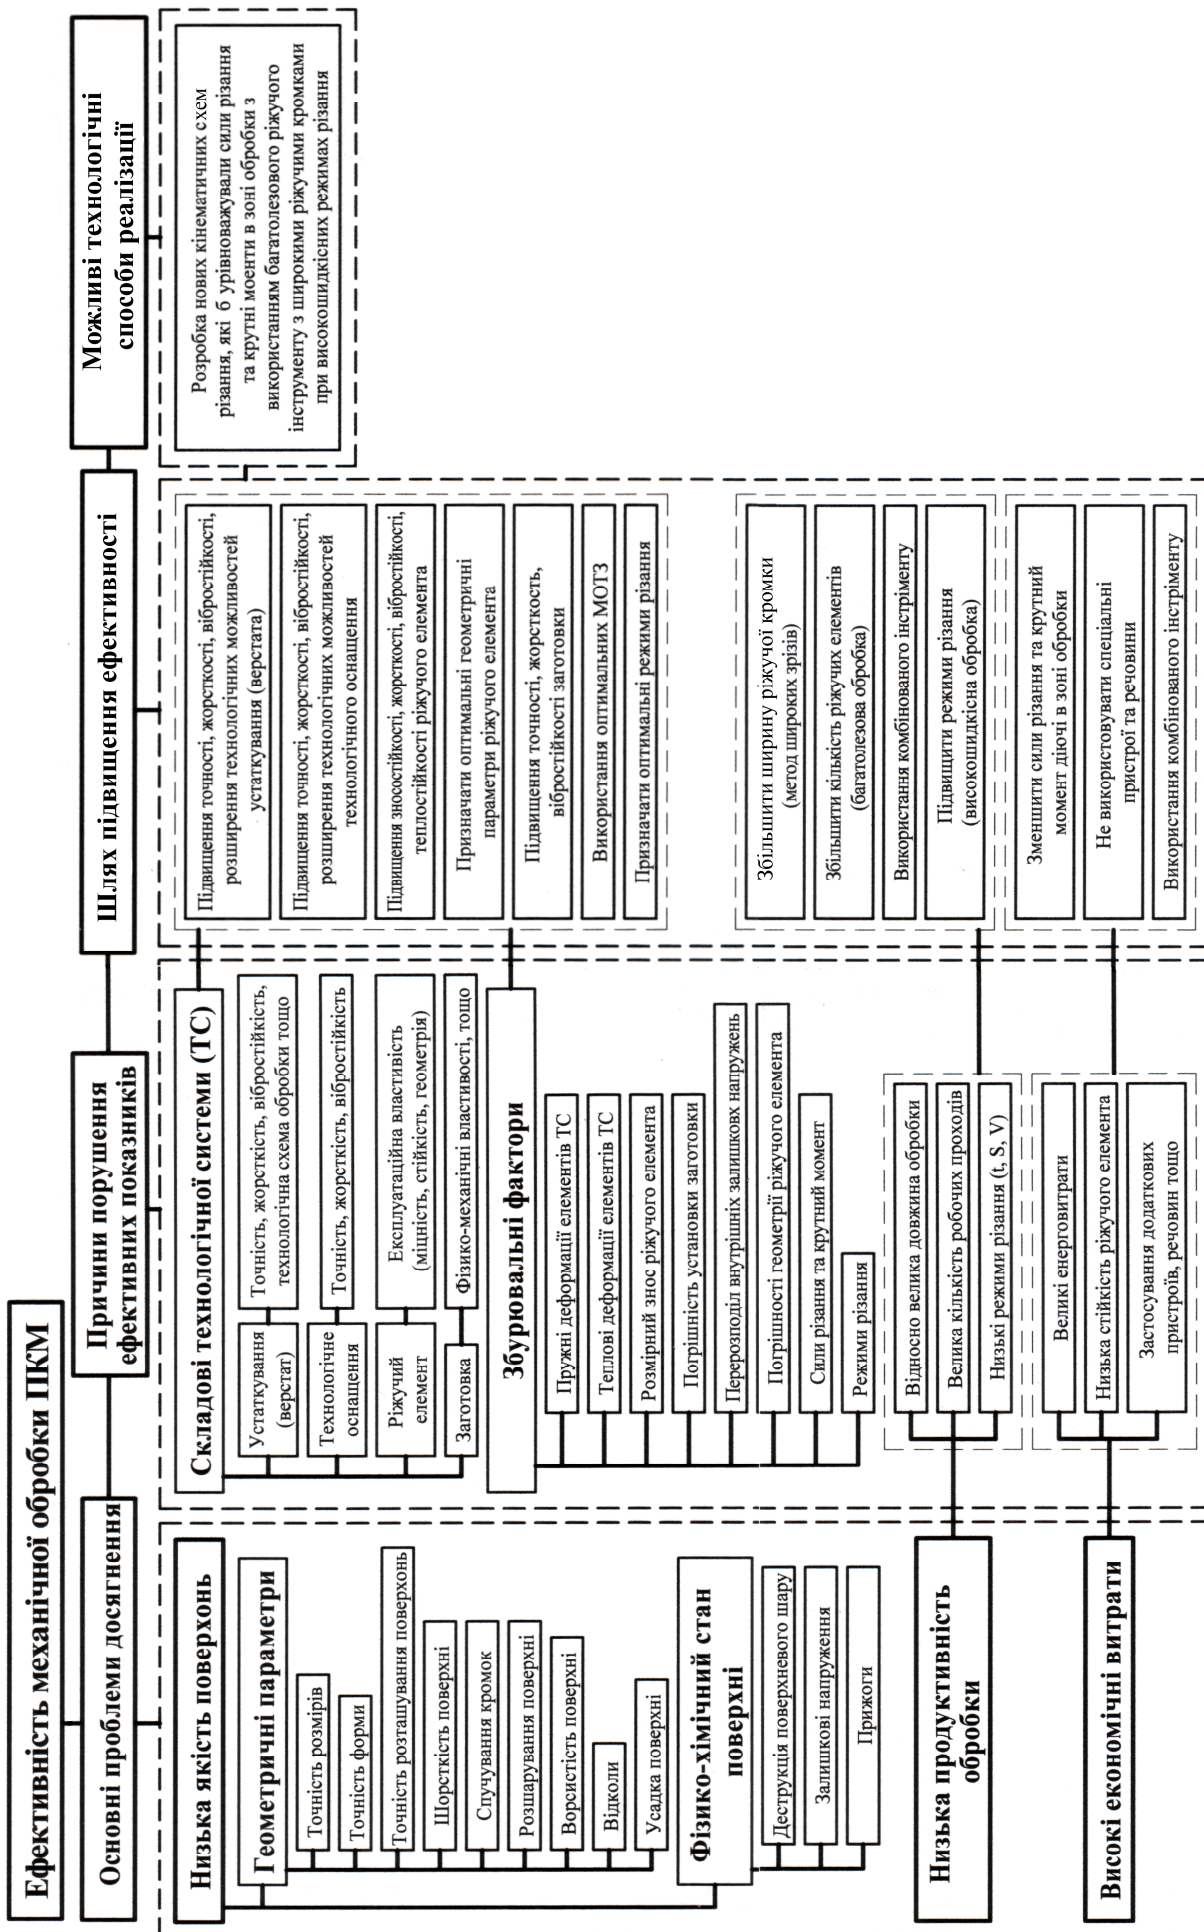 Ефективність механічної обробки ПКМ
Основні проблеми досягнення
Причини порушення
ефективних показників
Шлях підвищення ефективності
Можливі технологічні
способи реалізації
Низька якість поверхонь
Геометричні параметри
Точність розмірів
Точність форми
Точність розташування поверхонь
Шорсткість поверхні
Спучування кромок
Розшарування поверхні
Ворсистість поверхні
Відколи
Усадка поверхні
Фізико-хімічний стан
поверхні
Деструкція поверхневого шару
Залишкові напруження
Прижоги
Низька продуктивність
обробки
Високі економічні витрати
Складові технологічної системи (ТС)
Устаткування
(верстат)
Точність, жорсткість, вібростійкість,
технологічна схема обробки тощо
Технологічне
оснащення
Точність, жорсткість, вібростійкість
Ріжучий
елемент
Експлуатаційна властивість
(міцність, стійкість, геометрія)
Заготовка
Фізико-механічні властивості, тощо
Збурювальні фактори
Пружні деформації елементів ТС
Теплові деформації елементів ТС
Розмірний знос ріжучого елемента
Погрішність установки заготовки
Перерозподіл внутрішніх залишковх напружень
Погрішності геометрії ріжучого елемента
Сили різання та крутний момент
Режими різання
Відносно велика довжина обробки
Велика кількість робочих проходів
Низькі режими різання (t, S, V)
Великі енерговитрати
Низька стійкість ріжучого елемента
Застосування додаткових
пристроїв, речовин тощо
Підвищення точності, жорсткості, вібростійкості,
розширення технологічних можливостей
устаткування (верстата)
Підвищення точності, жорсткості, вібростійкості,
розширення технологічних можливостей
технологічного оснащення
Підвищення зносостійкості, жорсткості, вібростійкості,
теплостійкості ріжучого елемента
Призначати оптимальні геометричні
параметри ріжучого елемента
Підвищення точності, жорсткость,
вібростійкості заготовки
Використання оптимальних МОТЗ
Призначати оптимальні режими різання
Збільшити ширину ріжучої кромки
(метод широких зрізів)
Збільшити кількість ріжучих елементів
(багатолезова обробка)
Використання комбінованого інстріменту
Підвищити режими різання
(високошидкісна обробка)
Зменшити сили різання та крутний
момент діючі в зоні обробки
Не використовувати спеціальні
пристрої та речовини
Використання комбінованого інстріменту
Розробка нових кінематичних схем
різання, які б урівноважували сили різання
та крутні моенти в зоні обробки з
використанням багатолезового ріжучого
інструменту з широкими ріжучими кромками
при високошидкісних режимах різання